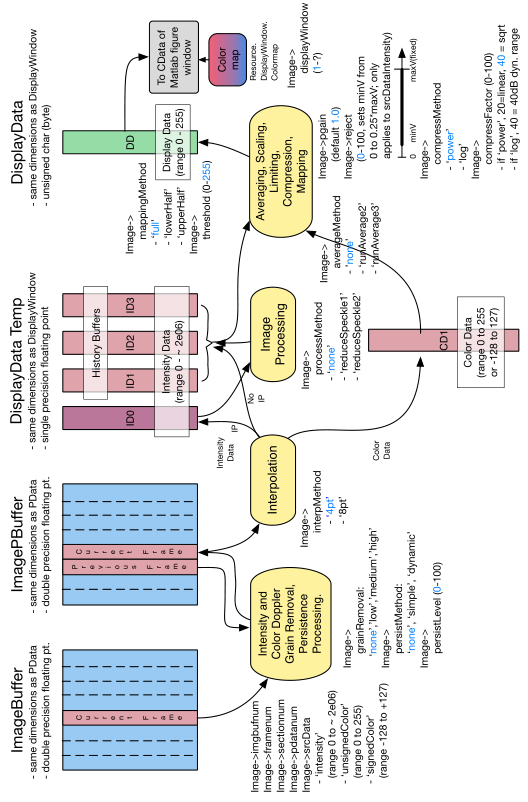 ImageBuffer
- same dimensions as PData
- double precision floating pt.
Current Frame
ImagePBuffer
- same dimensions as PData
- double precision floating pt.
Previous Frame
Current Frame
DisplayData Temp
- same dimensions as DisplayWindow
- single precision floating point
ID0
ID1
ID2
ID3
History Buffers
Intensity Data
(range 0 - ~ 2e06)
DisplayData
- same dimensions as DisplayWindow
- unsigned char (byte)
DD
Display Data
(range 0 - 255)
To CData of
Matlab figure
window
Color
map
Resource.
DisplayWindow.
Colormap
Image->
displayWindow
(1-?)
Image->
mappingMethod
- 'full'
- 'lowerHalf'
- 'upperHalf'
Image->
threshold (0-255)
Intensity and
Color Doppler
Grain Removal,
Persistence
Processing.
Interpolation
Intensity
Data
IP
No
IP
Color
Data
Image
Processing
Averaging, Scaling,
Limiting,
Compression,
Mapping
Image->imgbufnum
Image->framenum
Image->sectionnum
Image->pdatanum
Image->srcData
- 'intensity'
(range 0 to ~ 2e06)
- 'unsignedColor'
(range 0 to 255)
- 'signedColor'
(range -128 to +127)
Image->
grainRemoval:
'none','low','medium','high'
Image->
persistMethod:
'none', 'simple', 'dynamic'
Image->
persistLevel (0-100)
Image->
interpMethod
- '4pt'
- '8pt'
Image->
processMethod
- 'none'
- 'reduceSpeckle1'
- 'reduceSpeckle2'
CD1
Color Data
(range 0 to 255
or -128 to 127)
Image->
averageMethod
- 'none'
- 'runAverage2'
- 'runAverage3'
Image->pgain
(default 1.0)
Image->reject
(0-100, sets minV from
0 to 0.25*maxV; only
applies to srcDataIntensity)
0
minV
maxV(fixed)
Image->
compressMethod
- 'power'
- 'log'
Image->
compressFactor (0-100)
- if 'power', 20=linear, 40 = sqrt
- if 'log', 40 = 40dB dyn. range